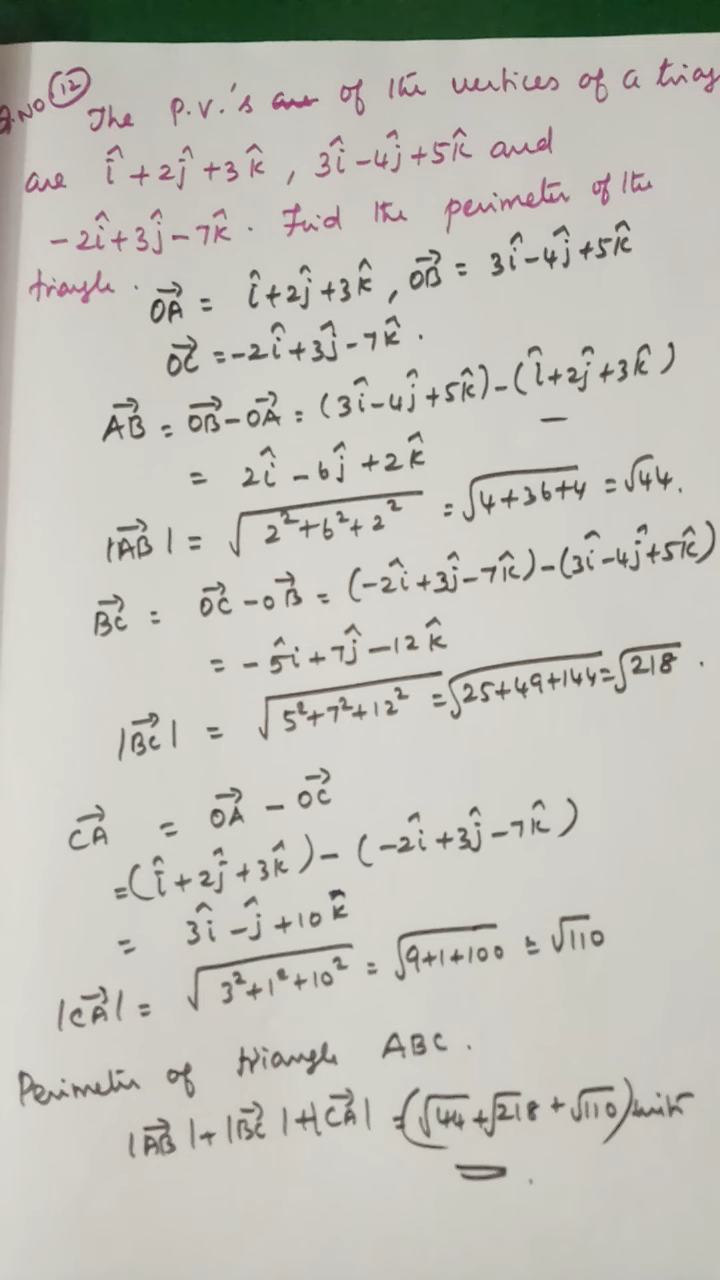 Q.NO 12 The P.V.'s are of the vertices of a triag
are î + 2ĵ + 3k̂, 3î - 4ĵ + 5k̂ and
- 2î + 3ĵ - 7k̂. Find the perimeter of the
triangle.
OA⃗ = î + 2ĵ + 3k̂, OB⃗ = 3î - 4ĵ + 5k̂
OC⃗ = -2î + 3ĵ - 7k̂.
AB⃗ = OB⃗ - OA⃗ = (3î - 4ĵ + 5k̂) - (î + 2ĵ + 3k̂)
= 2î - 6ĵ + 2k̂
|AB⃗| = √(2² + 6² + 2²) = √(4+36+4) = √44.
BC⃗ = OC⃗ - OB⃗ = (-2î + 3ĵ - 7k̂) - (3î - 4ĵ + 5k̂)
= - 5î + 7ĵ - 12k̂
|BC⃗| = √(5² + 7² + 12²) = √(25+49+144) = √218.
CA⃗ = OA⃗ - OC⃗
= (î + 2ĵ + 3k̂) - (-2î + 3ĵ - 7k̂)
= 3î - ĵ + 10k̂
|CA⃗| = √(3² + 1² + 10²) = √(9+1+100) = √110
Perimeter of triangle ABC.
|AB⃗| + |BC⃗| + |CA⃗| = (√44 + √218 + √110) units